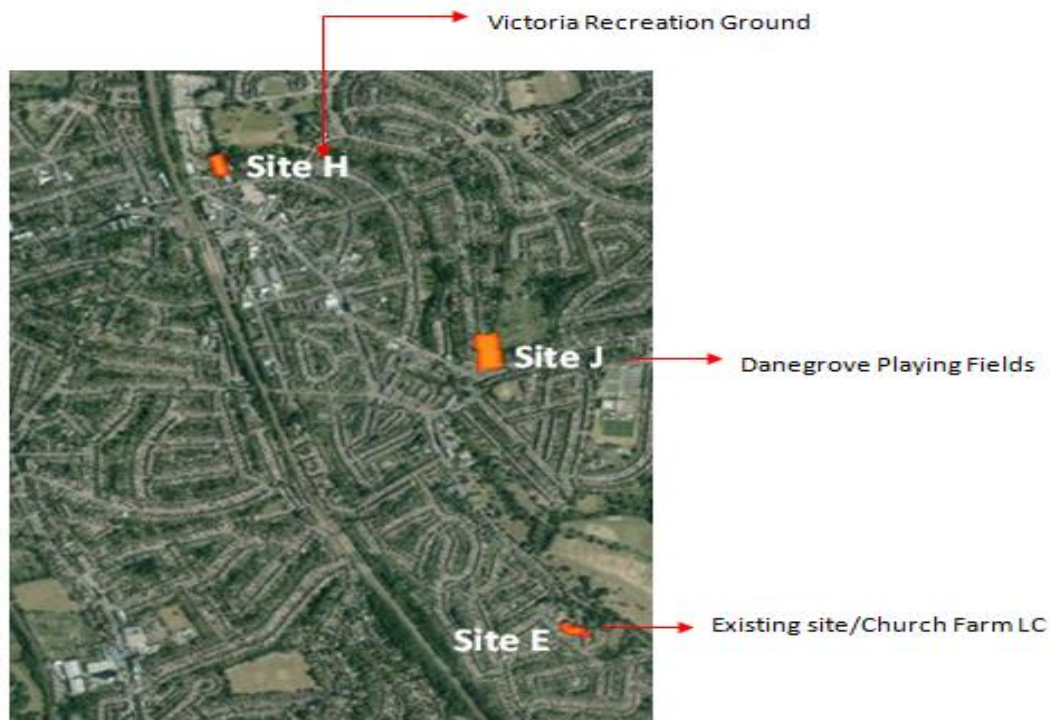 Victoria Recreation Ground
Site H
Site J
Danegrove Playing Fields
Existing site/Church Farm LC
Site E